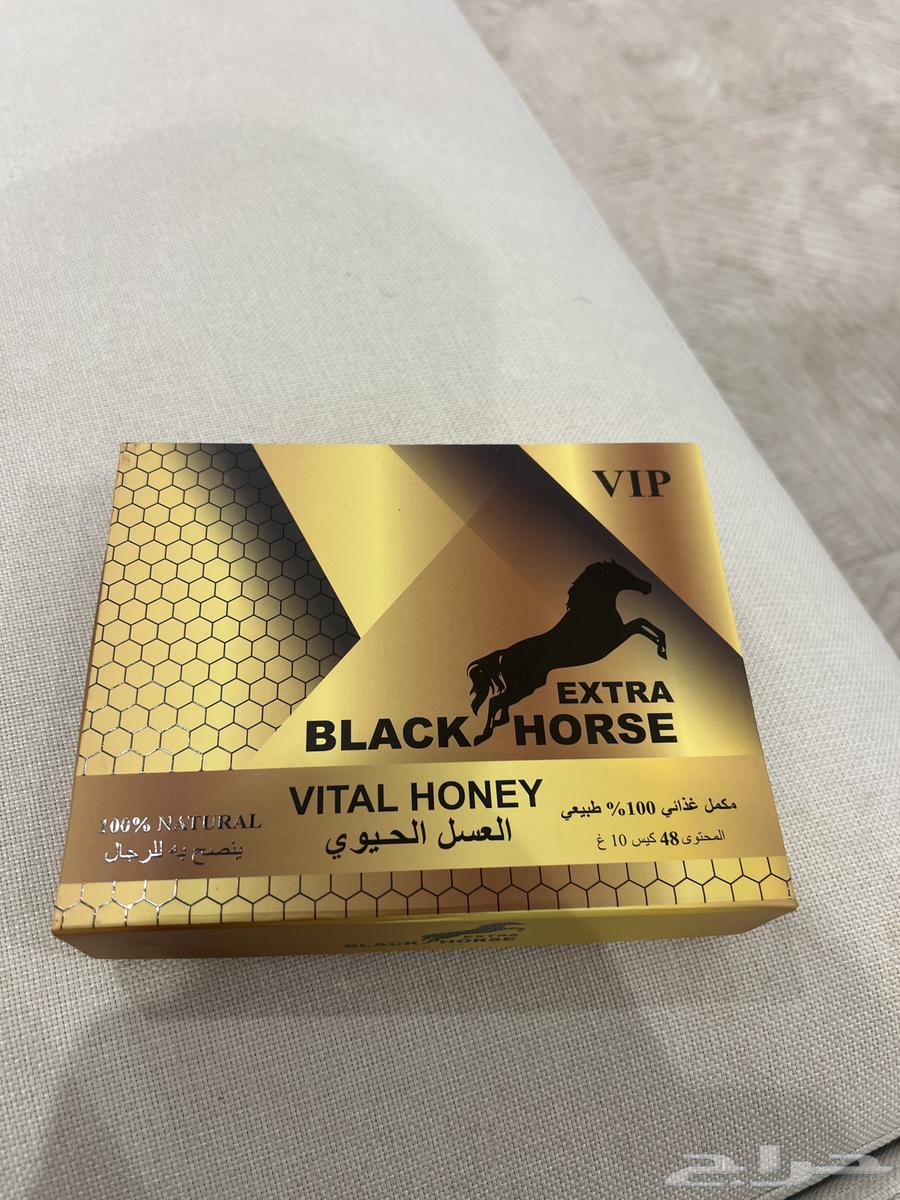 VIP
EXTRA
BLACK HORSE
VITAL HONEY
العسل الحيوي
100% NATURAL
ينصح به للرجال
مكمل غذائي 100% طبيعي
المحتوى 48 كيس 10 غ
EXTRA
BLACK HORSE
حراج